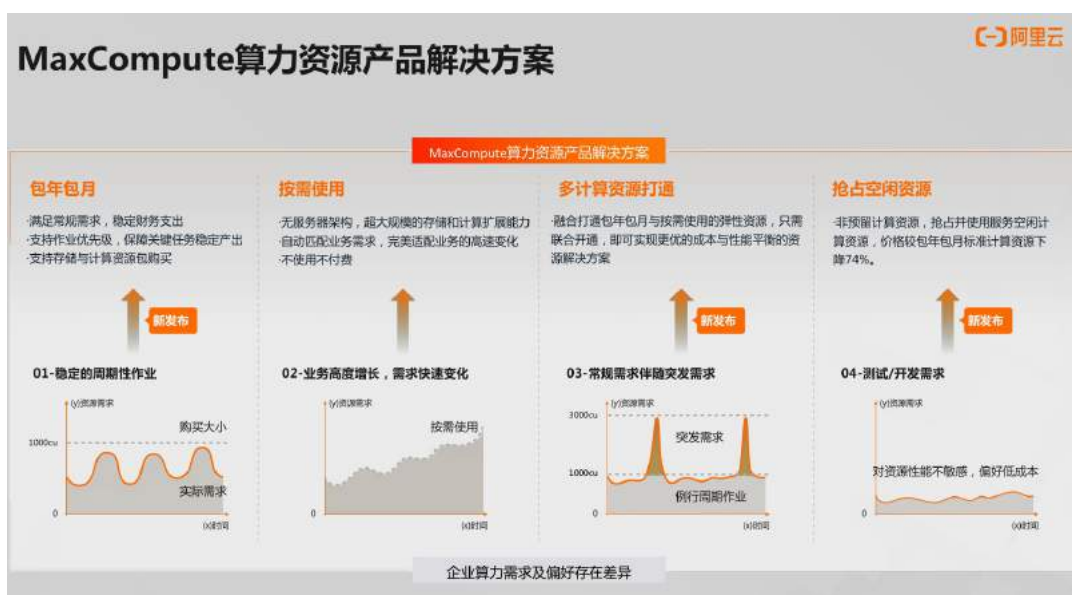 MaxCompute算力资源产品解决方案
阿里云
MaxCompute算力资源产品解决方案
包年包月
·满足常规需求，稳定财务支出
·支持作业优先级，保障关键任务稳定产出
·支持存储与计算资源包购买
新发布
01-稳定的周期性作业
(y)资源需求
1000cu
购买大小
实际需求
0
(x)时间
按需使用
·无服务器架构，超大规模的存储和计算扩展能力
·自动匹配业务需求，完美适配业务的高速变化
·不使用不付费
02-业务高度增长，需求快速变化
(y)资源需求
按需使用
0
(x)时间
多计算资源打通
·融合打通包年包月与按需使用的弹性资源，只需
联合开通，即可实现更优的成本与性能平衡的资
源解决方案
新发布
03-常规需求伴随突发需求
(y)资源需求
3000cu
突发需求
1000cu
例行周期作业
0
(x)时间
抢占空闲资源
·非预留计算资源，抢占并使用服务空闲计
算资源，价格较包年包月标准计算资源下
降74%。
新发布
04-测试/开发需求
(y)资源需求
对资源性能不敏感，偏好低成本
0
(x)时间
企业算力需求及偏好存在差异